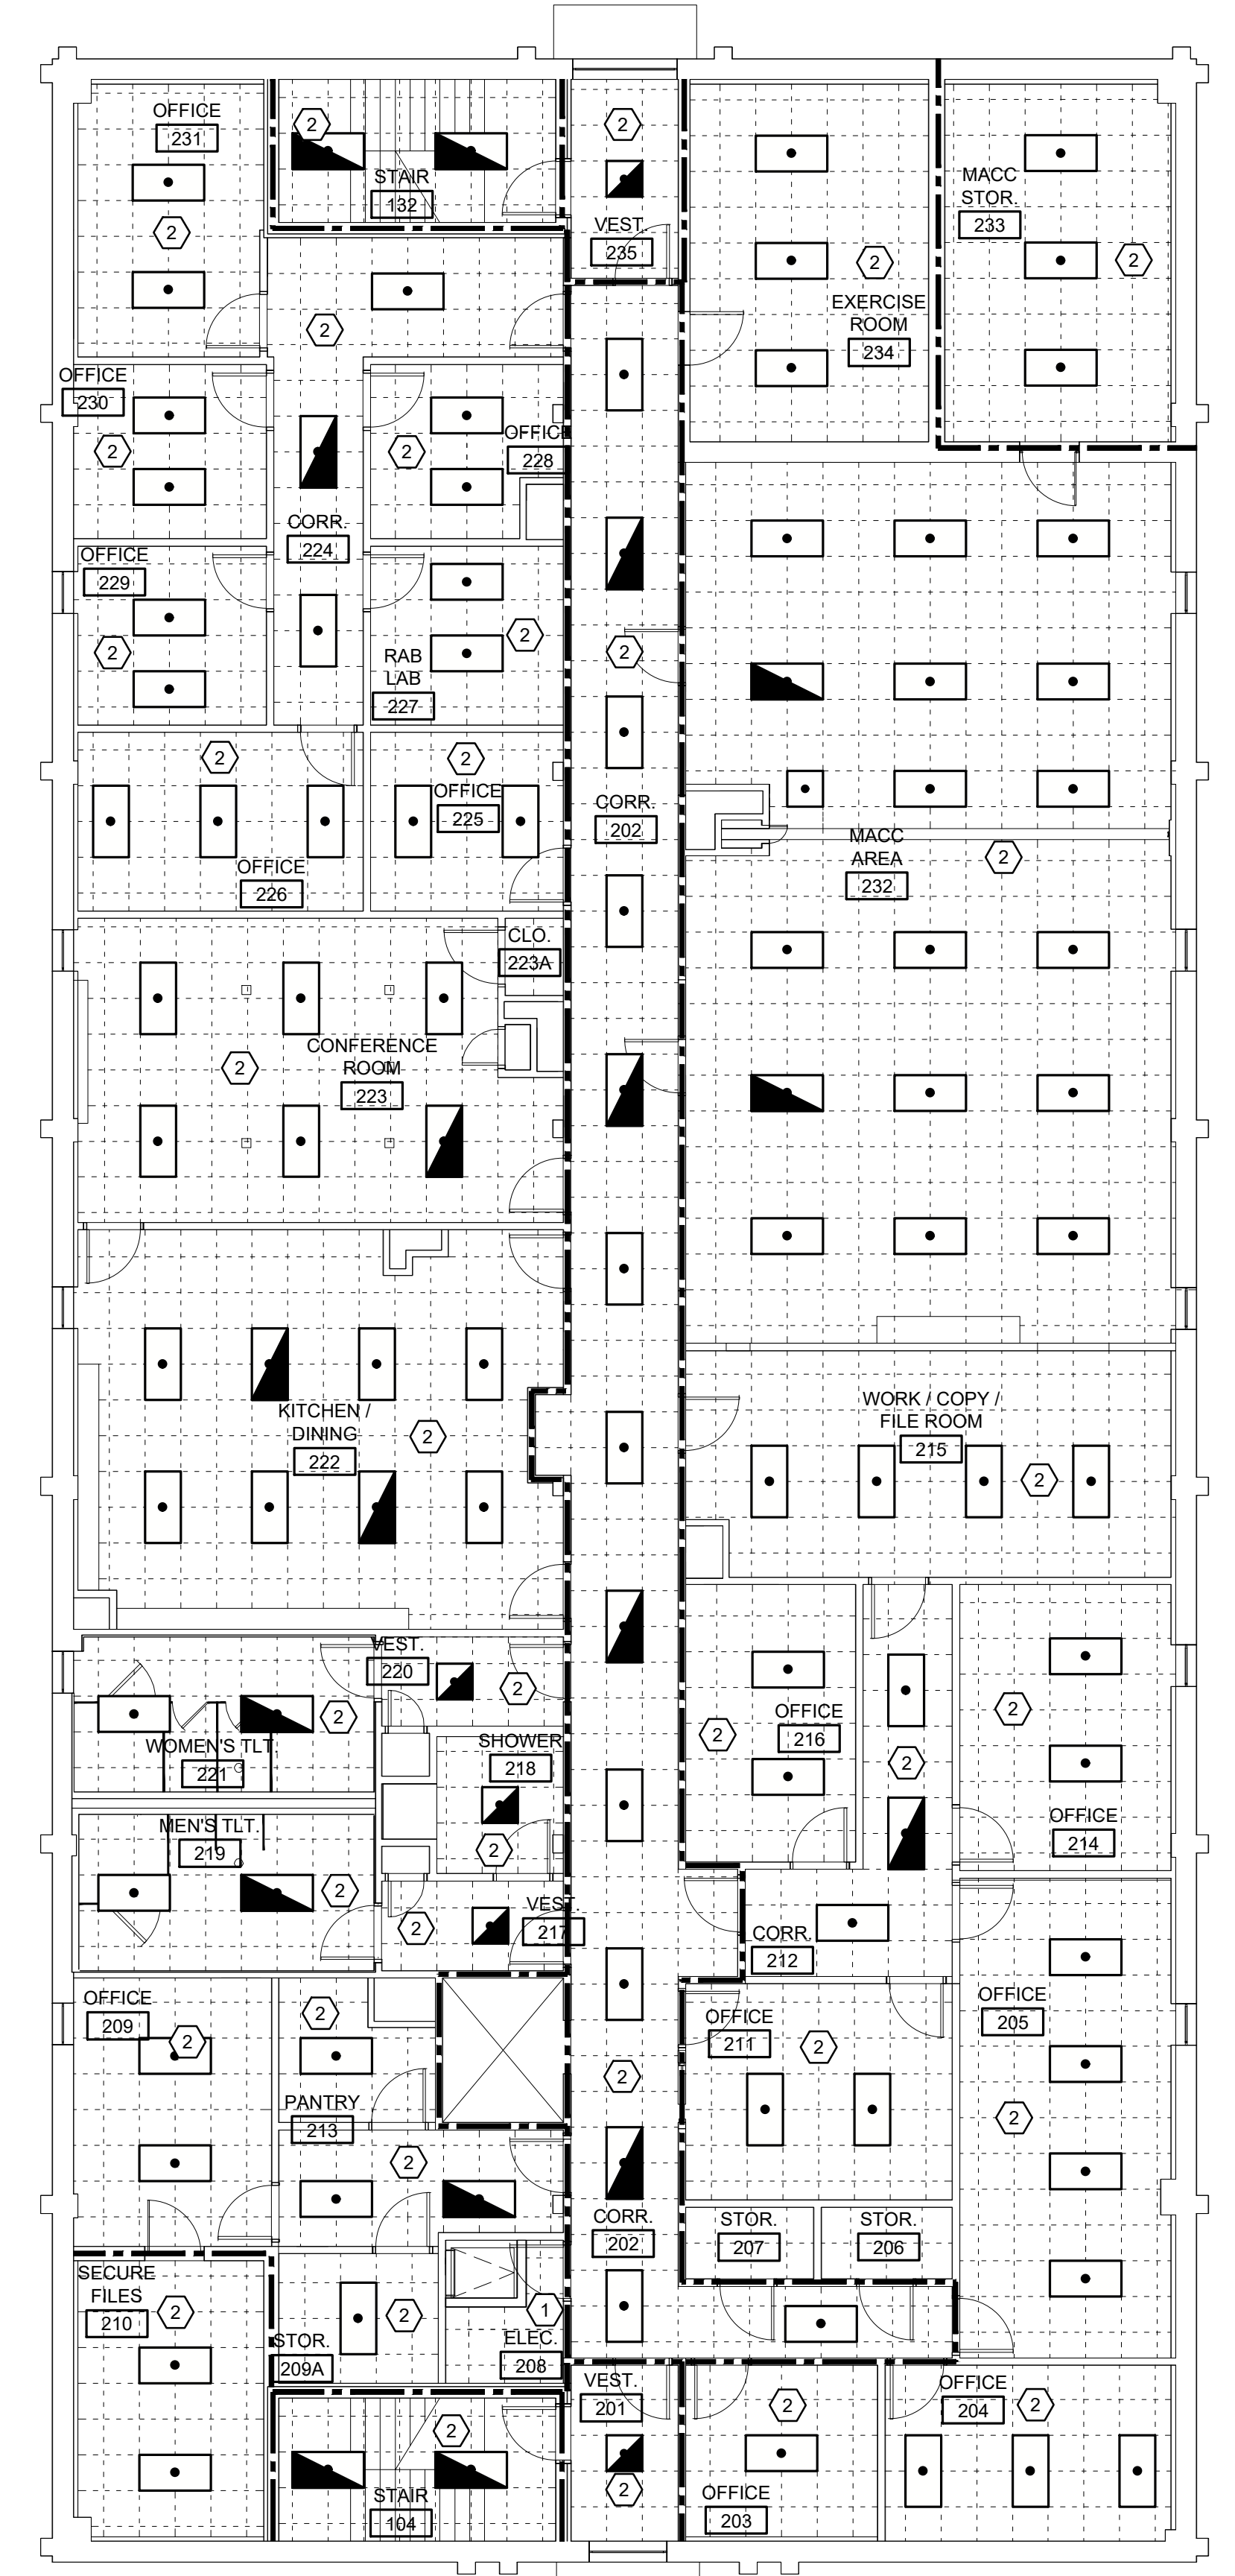 OFFICE
231
2
2
STAIR
132
2
VEST.
235
2
EXERCISE
ROOM
234
MACC
STOR.
233
2
2
OFFICE
230
2
2
OFFICE
228
CORR.
224
OFFICE
229
2
RAB
LAB
227
2
2
2
OFFICE
226
2
OFFICE
225
CORR.
202
MACC
AREA
232
2
CLO.
223A
CONFERENCE
ROOM
223
2
KITCHEN /
DINING
222
2
WORK / COPY /
FILE ROOM
215
2
VEST.
220
2
WOMEN'S TLT.
221
2
SHOWER
218
2
MEN'S TLT.
219
2
VEST.
217
2
OFFICE
216
2
2
2
OFFICE
214
CORR.
212
OFFICE
209
2
2
PANTRY
213
2
2
OFFICE
211
2
OFFICE
205
2
CORR.
202
STOR.
207
STOR.
206
SECURE
FILES
210
2
STOR.
209A
2
1
ELEC.
208
VEST.
201
2
2
STAIR
104
2
OFFICE
203
OFFICE
204
2